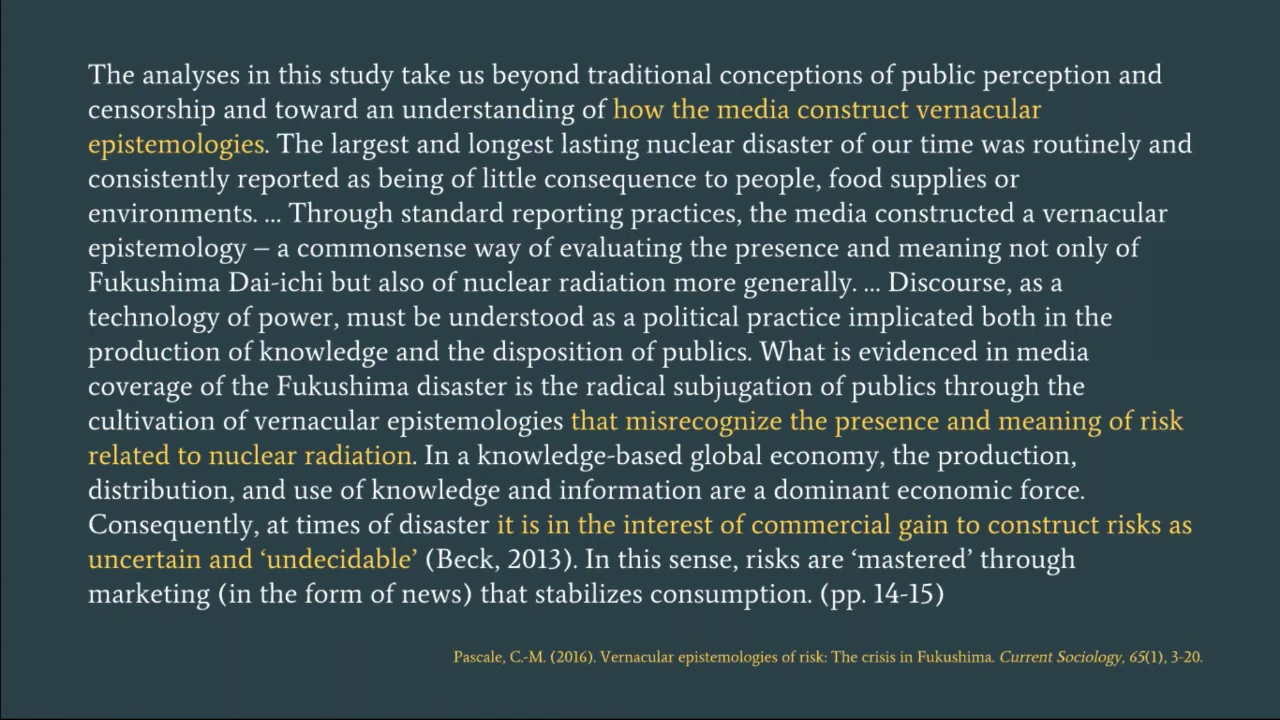 The analyses in this study take us beyond traditional conceptions of public perception and
censorship and toward an understanding of how the media construct vernacular
epistemologies. The largest and longest lasting nuclear disaster of our time was routinely and
consistently reported as being of little consequence to people, food supplies or
environments. ... Through standard reporting practices, the media constructed a vernacular
epistemology – a commonsense way of evaluating the presence and meaning not only of
Fukushima Dai-ichi but also of nuclear radiation more generally. ... Discourse, as a
technology of power, must be understood as a political practice implicated both in the
production of knowledge and the disposition of publics. What is evidenced in media
coverage of the Fukushima disaster is the radical subjugation of publics through the
cultivation of vernacular epistemologies that misrecognize the presence and meaning of risk
related to nuclear radiation. In a knowledge-based global economy, the production,
distribution, and use of knowledge and information are a dominant economic force.
Consequently, at times of disaster it is in the interest of commercial gain to construct risks as
uncertain and ‘undecidable’ (Beck, 2013). In this sense, risks are ‘mastered’ through
marketing (in the form of news) that stabilizes consumption. (pp. 14-15)
Pascale, C.-M. (2016). Vernacular epistemologies of risk: The crisis in Fukushima. Current Sociology, 65(1), 3-20.